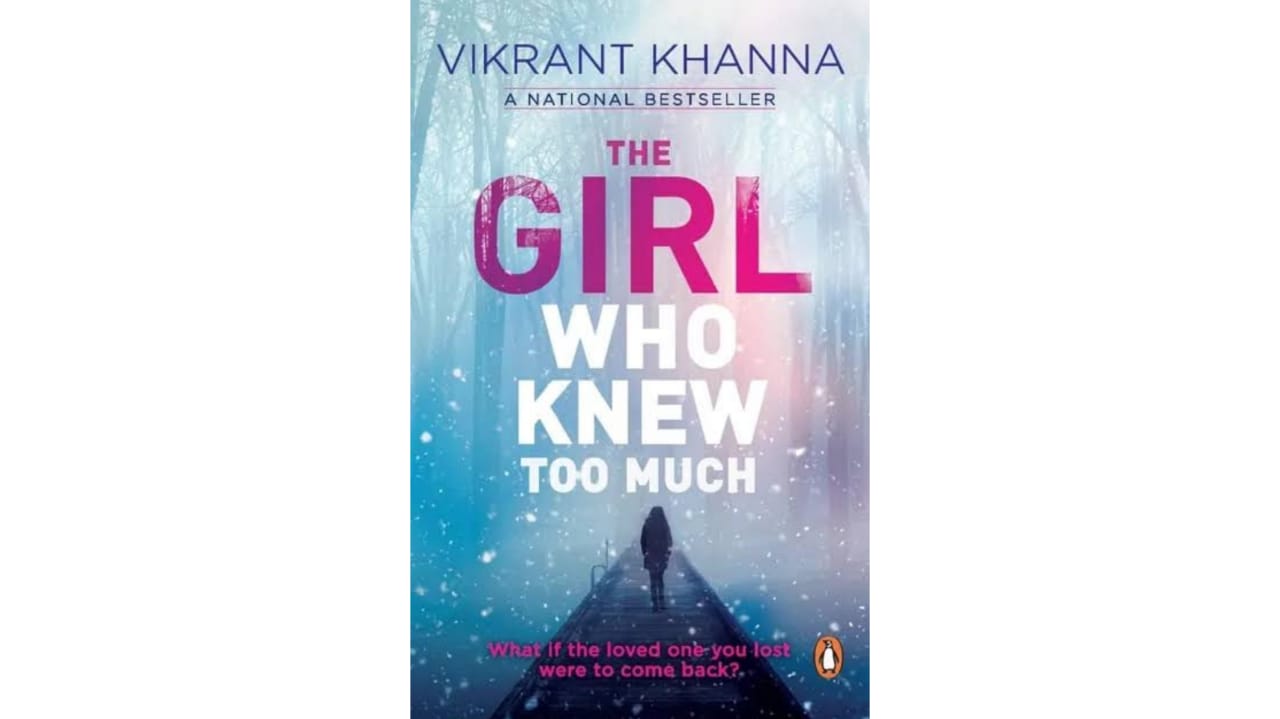 VIKRANT KHANNA
A NATIONAL BESTSELLER
THE
GIRL
WHO
KNEW
TOO MUCH
What if the loved one you lost
were to come back?